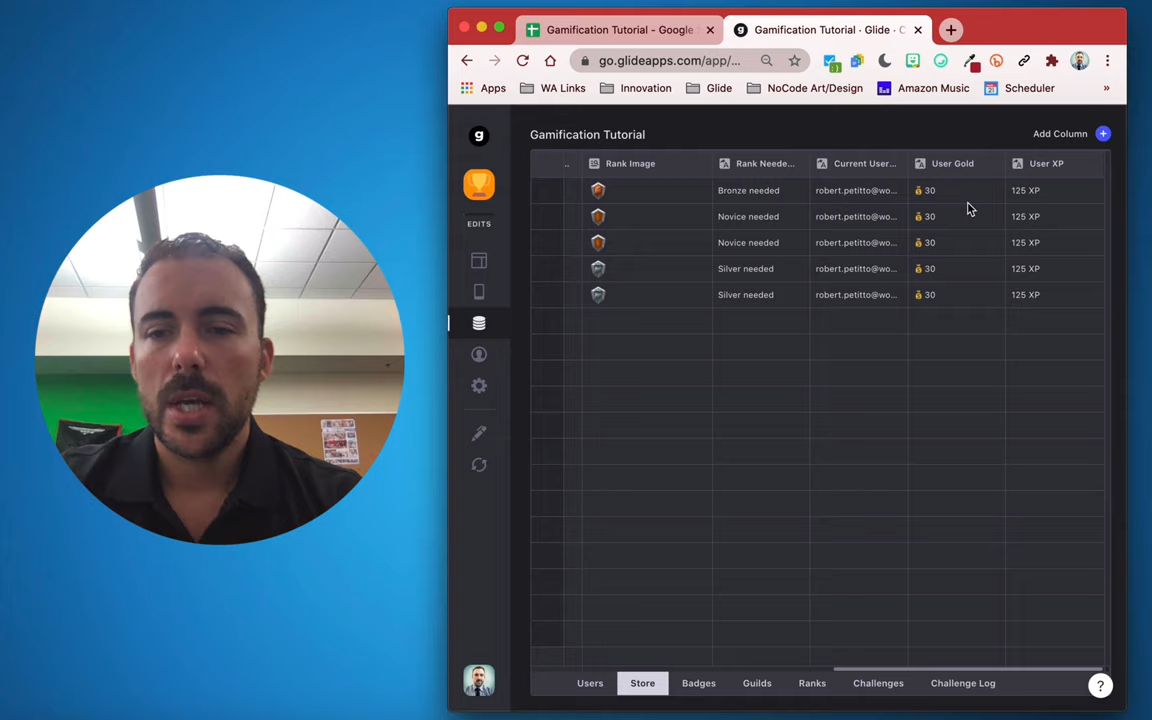 Gamification Tutorial - Google
Gamification Tutorial · Glide · C
go.glideapps.com/app/...
Apps
WA Links
Innovation
Glide
NoCode Art/Design
Amazon Music
Scheduler
»
g
Gamification Tutorial
Add Column
EDITS
.. Rank Image Rank Neede... Current User... User Gold User XP
Bronze needed robert.petitto@wo... 30 125 XP
Novice needed robert.petitto@wo... 30 125 XP
Novice needed robert.petitto@wo... 30 125 XP
Silver needed robert.petitto@wo... 30 125 XP
Silver needed robert.petitto@wo... 30 125 XP
Users Store Badges Guilds Ranks Challenges Challenge Log
?